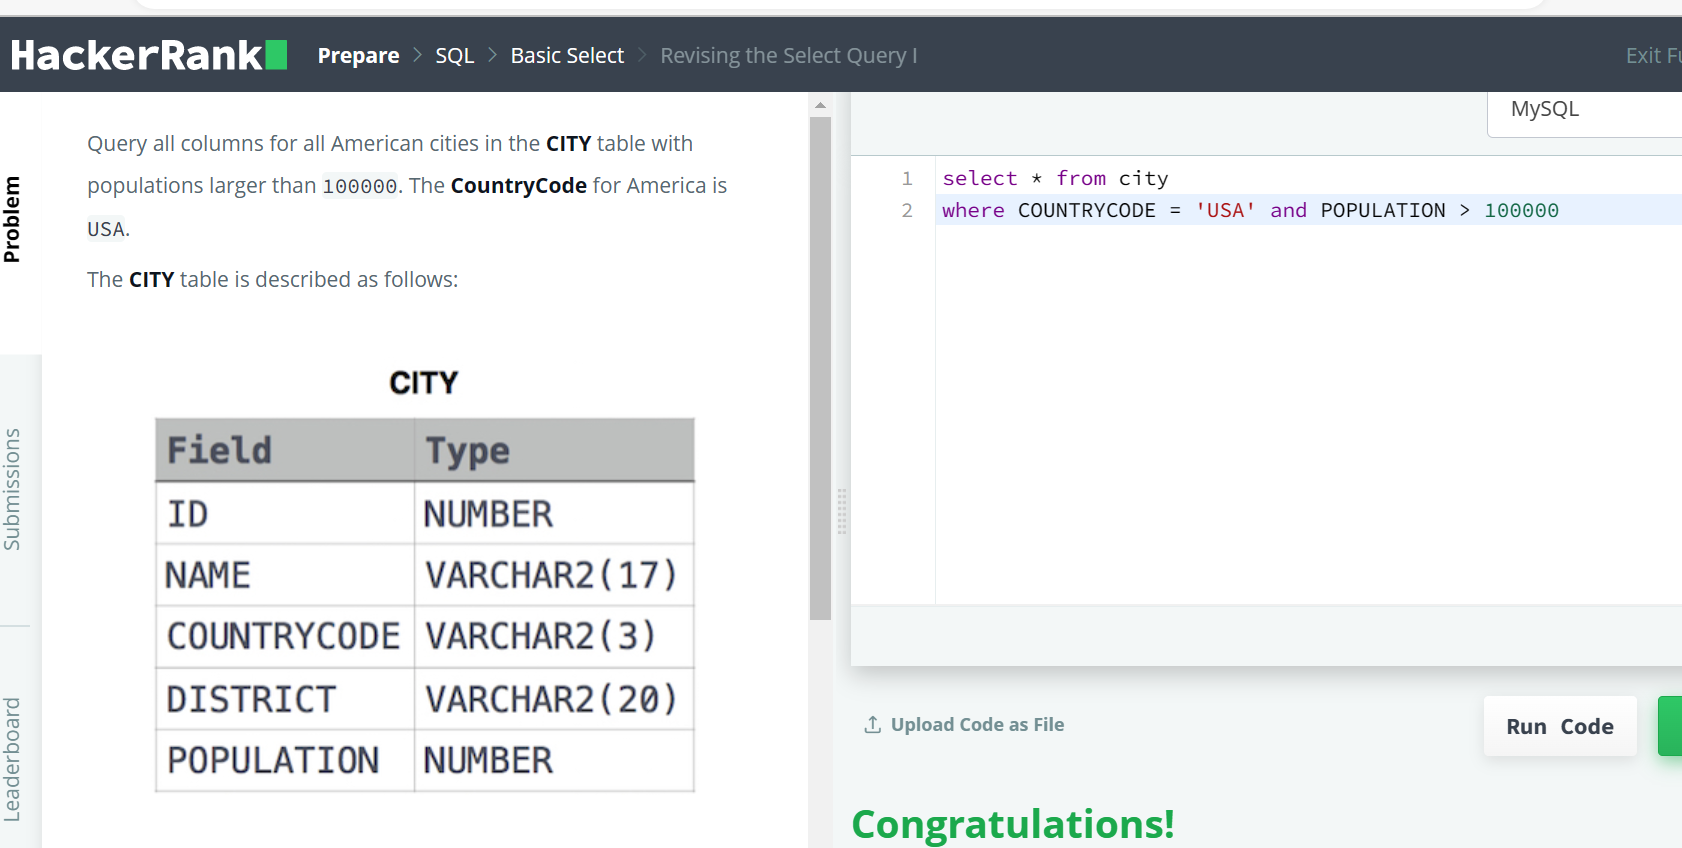 HackerRank
Prepare > SQL > Basic Select > Revising the Select Query I
Exit Fu
Problem
Submissions
Leaderboard
Query all columns for all American cities in the CITY table with
populations larger than 100000. The CountryCode for America is
USA.
The CITY table is described as follows:
CITY
Field Type
ID NUMBER
NAME VARCHAR2(17)
COUNTRYCODE VARCHAR2(3)
DISTRICT VARCHAR2(20)
POPULATION NUMBER
MySQL
1 select * from city
2 where COUNTRYCODE = 'USA' and POPULATION > 100000
Upload Code as File
Run Code
Congratulations!